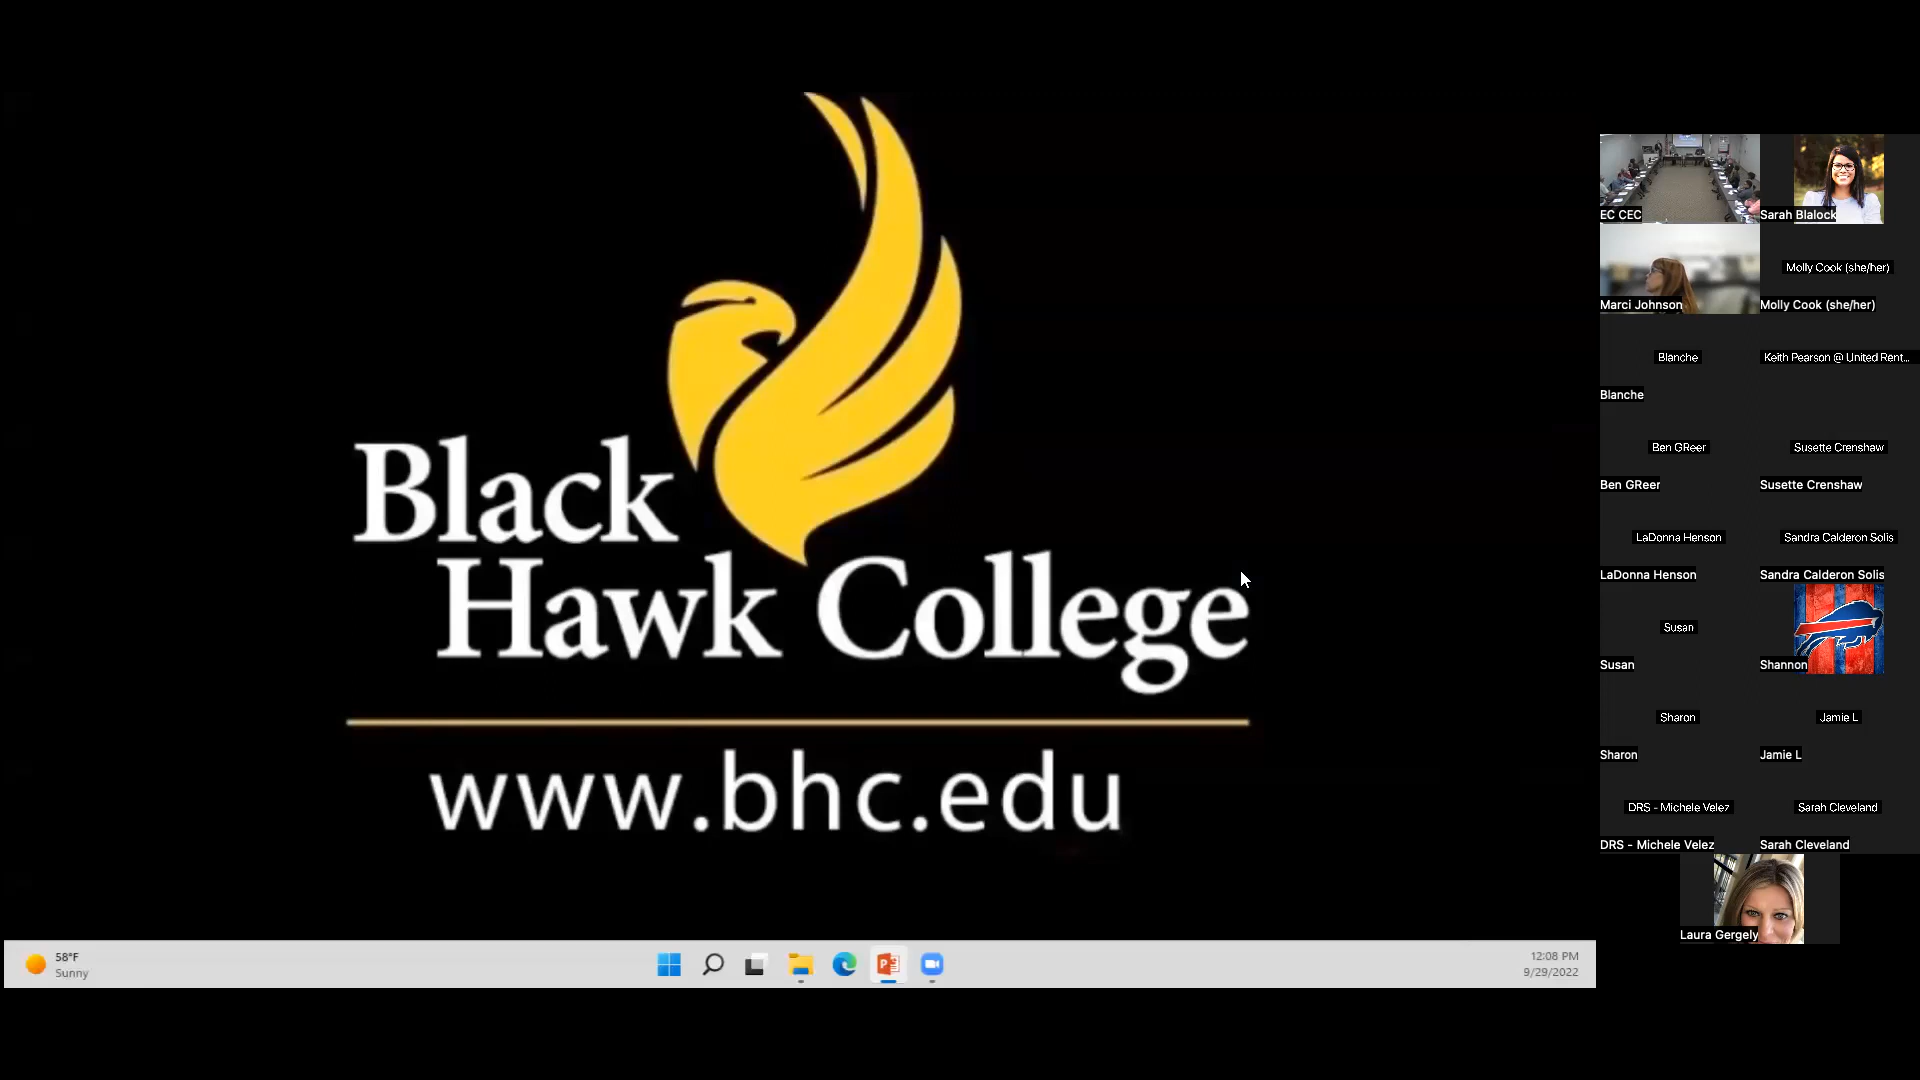 Black
Hawk College
www.bhc.edu
58°F
Sunny
12:08 PM
9/29/2022
EC CEC
Sarah Blalock
Marci Johnson
Molly Cook (she/her)
Molly Cook (she/her)
Blanche
Blanche
Keith Pearson @ United Rent...
Ben GReer
Ben GReer
Susette Crenshaw
Susette Crenshaw
LaDonna Henson
LaDonna Henson
Sandra Calderon Solis
Sandra Calderon Solis
Susan
Susan
Shannon
Sharon
Sharon
Jamie L
Jamie L
DRS - Michele Velez
DRS - Michele Velez
Sarah Cleveland
Sarah Cleveland
Laura Gergely